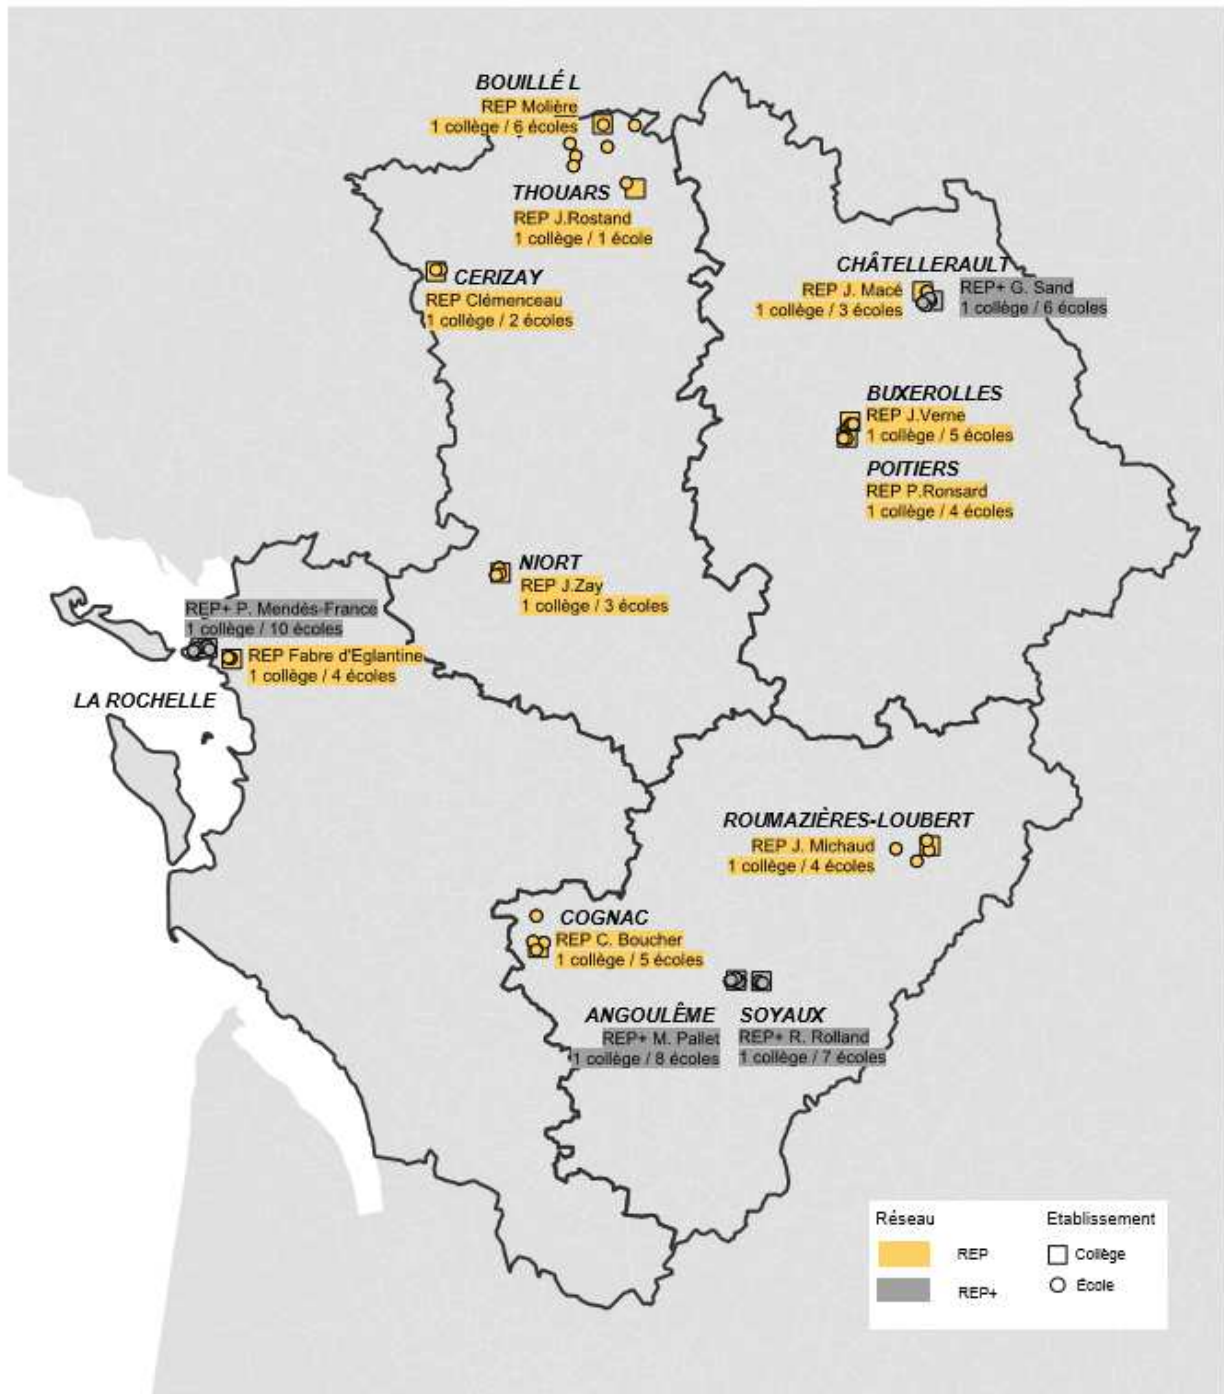 BOUILLÉ L
REP Molière
1 collège / 6 écoles
THOUARS
REP J.Rostand
1 collège / 1 école
CERIZAY
REP Clémenceau
1 collège / 2 écoles
CHÂTELLERAULT
REP J. Macé
1 collège / 3 écoles
REP+ G. Sand
1 collège / 6 écoles
BUXEROLLES
REP J.Verne
1 collège / 5 écoles
POITIERS
REP P.Ronsard
1 collège / 4 écoles
NIORT
REP J.Zay
1 collège / 3 écoles
REP+ P. Mendès-France
1 collège / 10 écoles
REP Fabre d'Eglantine
1 collège / 4 écoles
LA ROCHELLE
ROUMAZIÈRES-LOUBERT
REP J. Michaud
1 collège / 4 écoles
COGNAC
REP C. Boucher
1 collège / 5 écoles
ANGOULÊME
REP+ M. Pallet
1 collège / 8 écoles
SOYAUX
REP+ R. Rolland
1 collège / 7 écoles
Réseau
REP
REP+
Etablissement
Collège
École